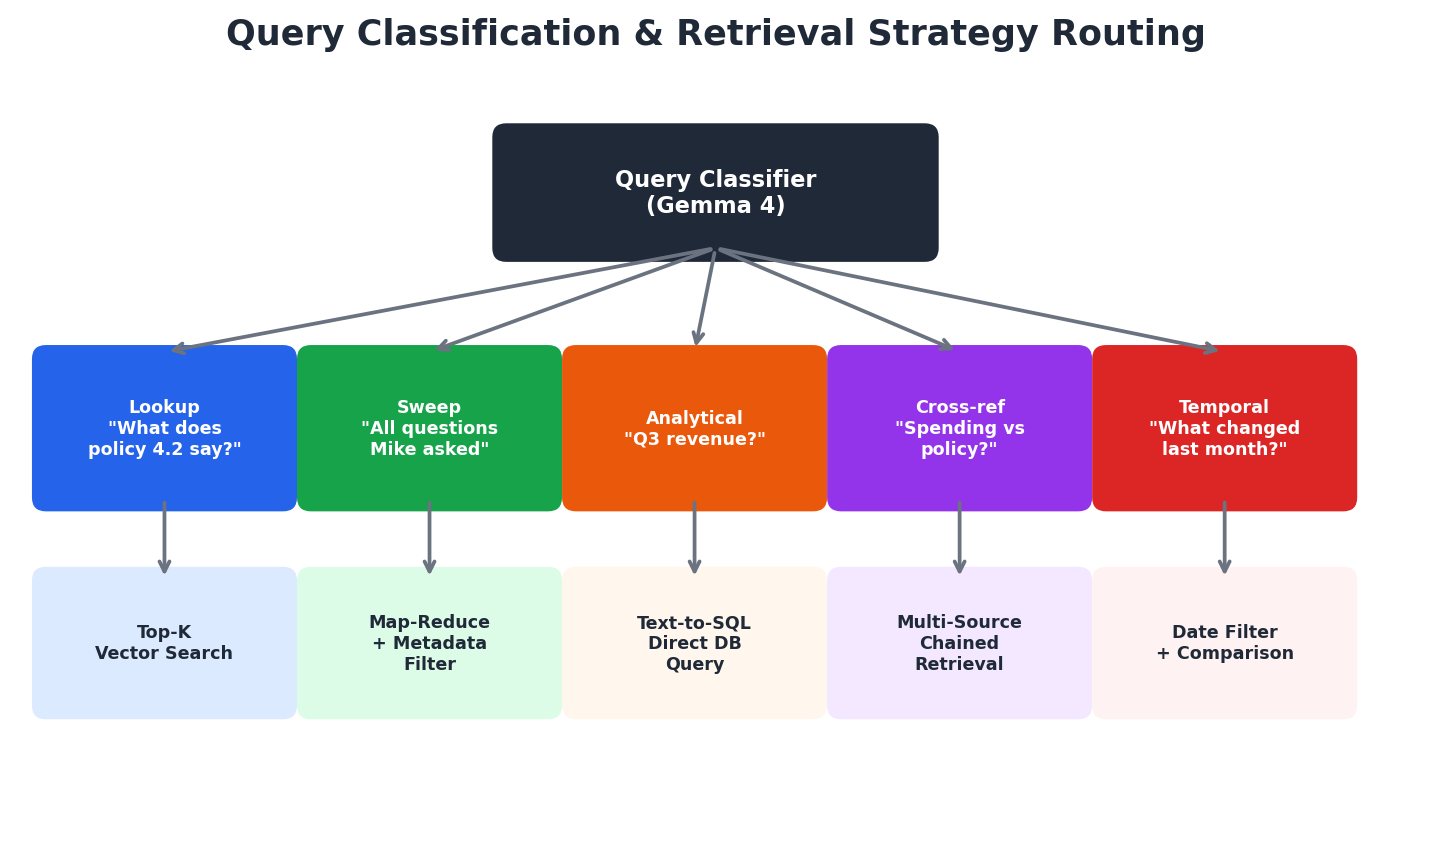 Query Classification & Retrieval Strategy Routing
Query Classifier
(Gemma 4)
Lookup
"What does
policy 4.2 say?"
Sweep
"All questions
Mike asked"
Analytical
"Q3 revenue?"
Cross-ref
"Spending vs
policy?"
Temporal
"What changed
last month?"
Top-K
Vector Search
Map-Reduce
+ Metadata
Filter
Text-to-SQL
Direct DB
Query
Multi-Source
Chained
Retrieval
Date Filter
+ Comparison